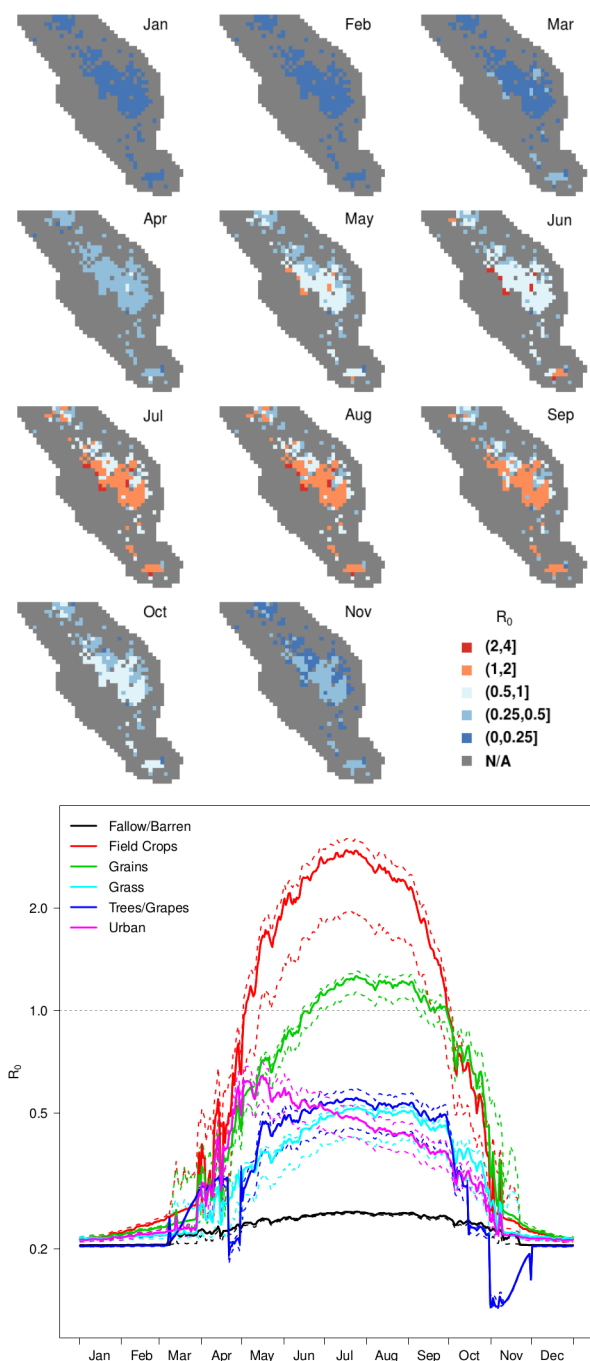 Jan Feb Mar
Apr May Jun
Jul Aug Sep
Oct Nov
R0
(2,4]
(1,2]
(0.5,1]
(0.25,0.5]
(0,0.25]
N/A
Fallow/Barren
Field Crops
Grains
Grass
Trees/Grapes
Urban
2.0
1.0
0.5
0.2
R0
Jan Feb Mar Apr May Jun Jul Aug Sep Oct Nov Dec